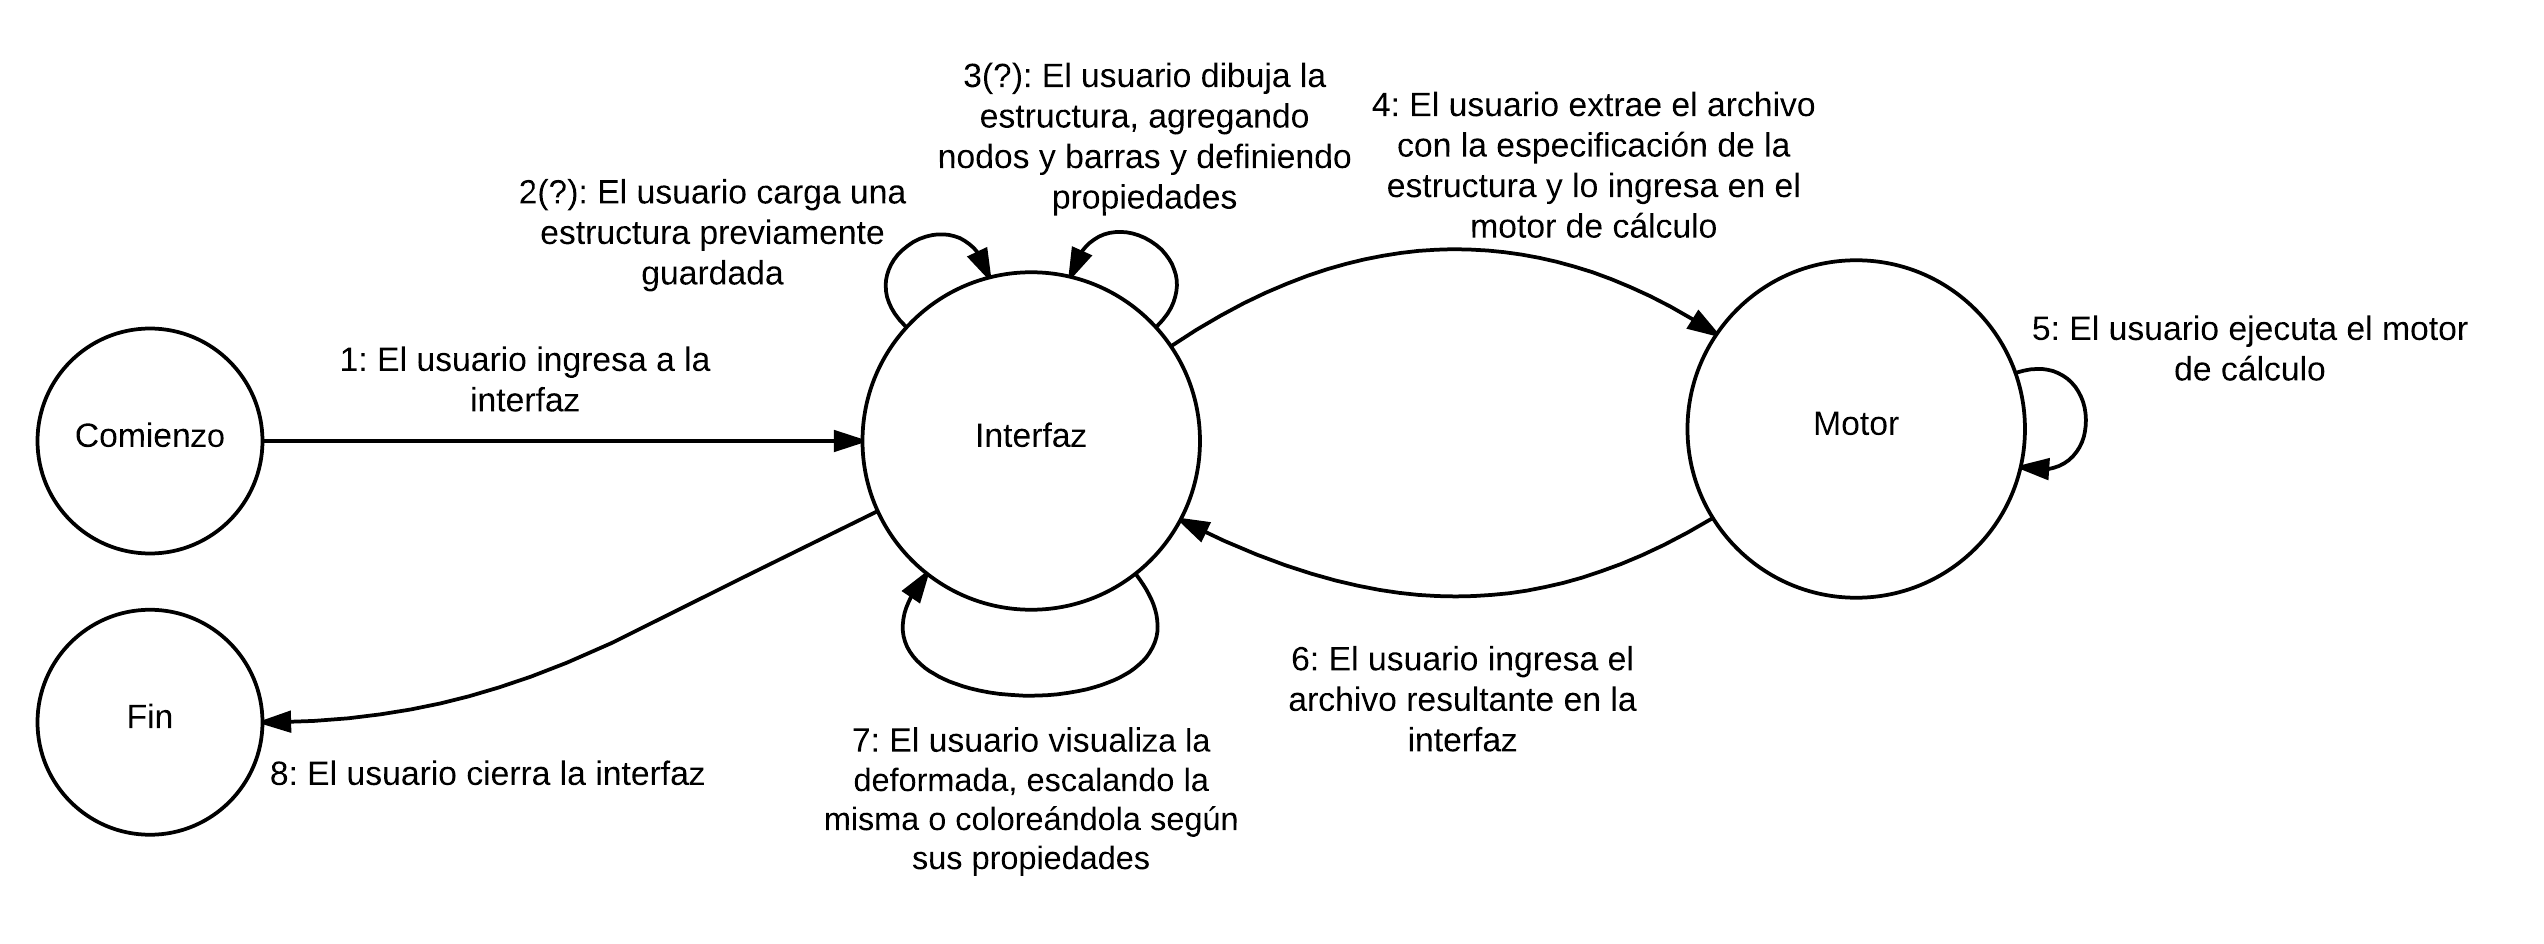 3(?): El usuario dibuja la
estructura, agregando
nodos y barras y definiendo
propiedades
4: El usuario extrae el archivo
con la especificación de la
estructura y lo ingresa en el
motor de cálculo
2(?): El usuario carga una
estructura previamente
guardada
1: El usuario ingresa a la
interfaz
5: El usuario ejecuta el motor
de cálculo
Comienzo
Interfaz
Motor
6: El usuario ingresa el
archivo resultante en la
interfaz
Fin
7: El usuario visualiza la
deformada, escalando la
misma o coloreándola según
sus propiedades
8: El usuario cierra la interfaz